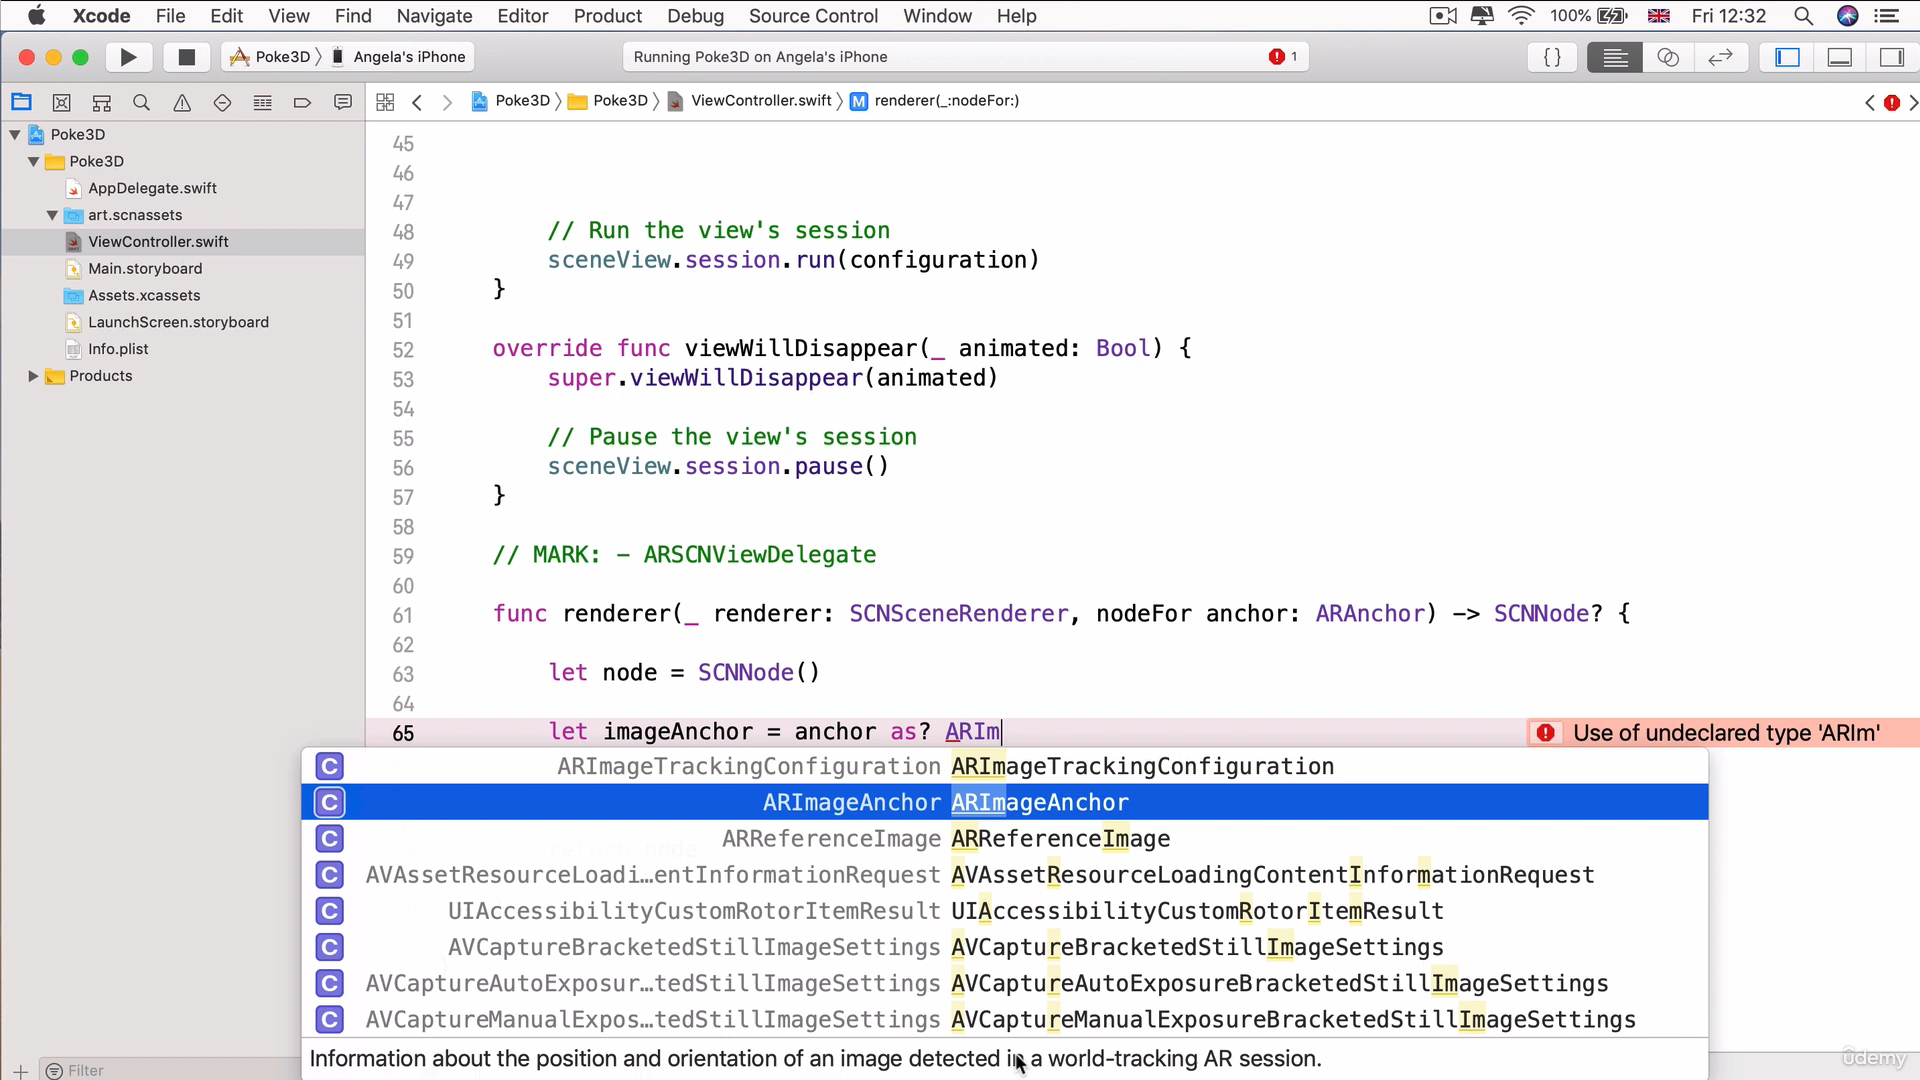 Xcode File Edit View Find Navigate Editor Product Debug Source Control Window Help 100% Fri 12:32
Poke3D Angela's iPhone Running Poke3D on Angela's iPhone 1 { }
Poke3D Poke3D ViewController.swift M renderer(_:nodeFor:)
Poke3D
Poke3D
AppDelegate.swift
art.scnassets
ViewController.swift
Main.storyboard
Assets.xcassets
LaunchScreen.storyboard
Info.plist
Products
Filter
45
46
47
48 // Run the view's session
49 sceneView.session.run(configuration)
50 }
51
52 override func viewWillDisappear(_ animated: Bool) {
53 super.viewWillDisappear(animated)
54
55 // Pause the view's session
56 sceneView.session.pause()
57 }
58
59 // MARK: - ARSCNViewDelegate
60
61 func renderer(_ renderer: SCNSceneRenderer, nodeFor anchor: ARAnchor) -> SCNNode? {
62
63 let node = SCNNode()
64
65 let imageAnchor = anchor as? ARIm Use of undeclared type 'ARIm'
C ARImageTrackingConfiguration ARImageTrackingConfiguration
C ARImageAnchor ARImageAnchor
C ARReferenceImage ARReferenceImage
return node
C AVAssetResourceLoadi…entInformationRequest AVAssetResourceLoadingContentInformationRequest
C UIAccessibilityCustomRotorItemResult UIAccessibilityCustomRotorItemResult
C AVCaptureBracketedStillImageSettings AVCaptureBracketedStillImageSettings
C AVCaptureAutoExposur…tedStillImageSettings AVCaptureAutoExposureBracketedStillImageSettings
C AVCaptureManualExpos…tedStillImageSettings AVCaptureManualExposureBracketedStillImageSettings
Information about the position and orientation of an image detected in a world-tracking AR session.
ûdemy